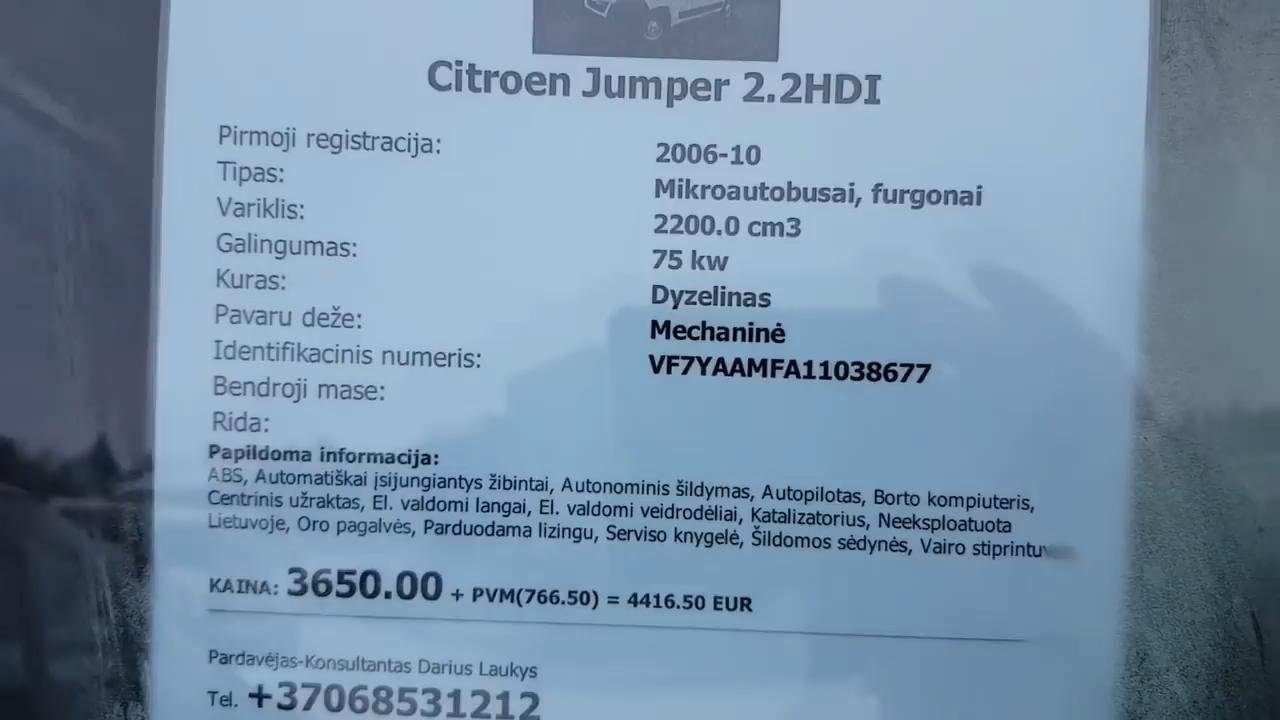 Citroen Jumper 2.2HDI
Pirmoji registracija: 2006-10
Tipas: Mikroautobusai, furgonai
Variklis: 2200.0 cm3
Galingumas: 75 kw
Kuras: Dyzelinas
Pavaru deže: Mechaninė
Identifikacinis numeris: VF7YAAMFA11038677
Bendroji mase:
Rida:
Papildoma informacija:
ABS, Automatiškai įsijungiantys žibintai, Autonominis šildymas, Autopilotas, Borto kompiuteris,
Centrinis užraktas, El. valdomi langai, El. valdomi veidrodėliai, Katalizatorius, Neeksploatuota
Lietuvoje, Oro pagalvės, Parduodama lizingu, Serviso knygelė, Šildomos sėdynės, Vairo
KAINA: 3650.00 + PVM(766.50) = 4416.50 EUR
Pardavėjas-Konsultantas Darius Laukys
Tel. +37068531212